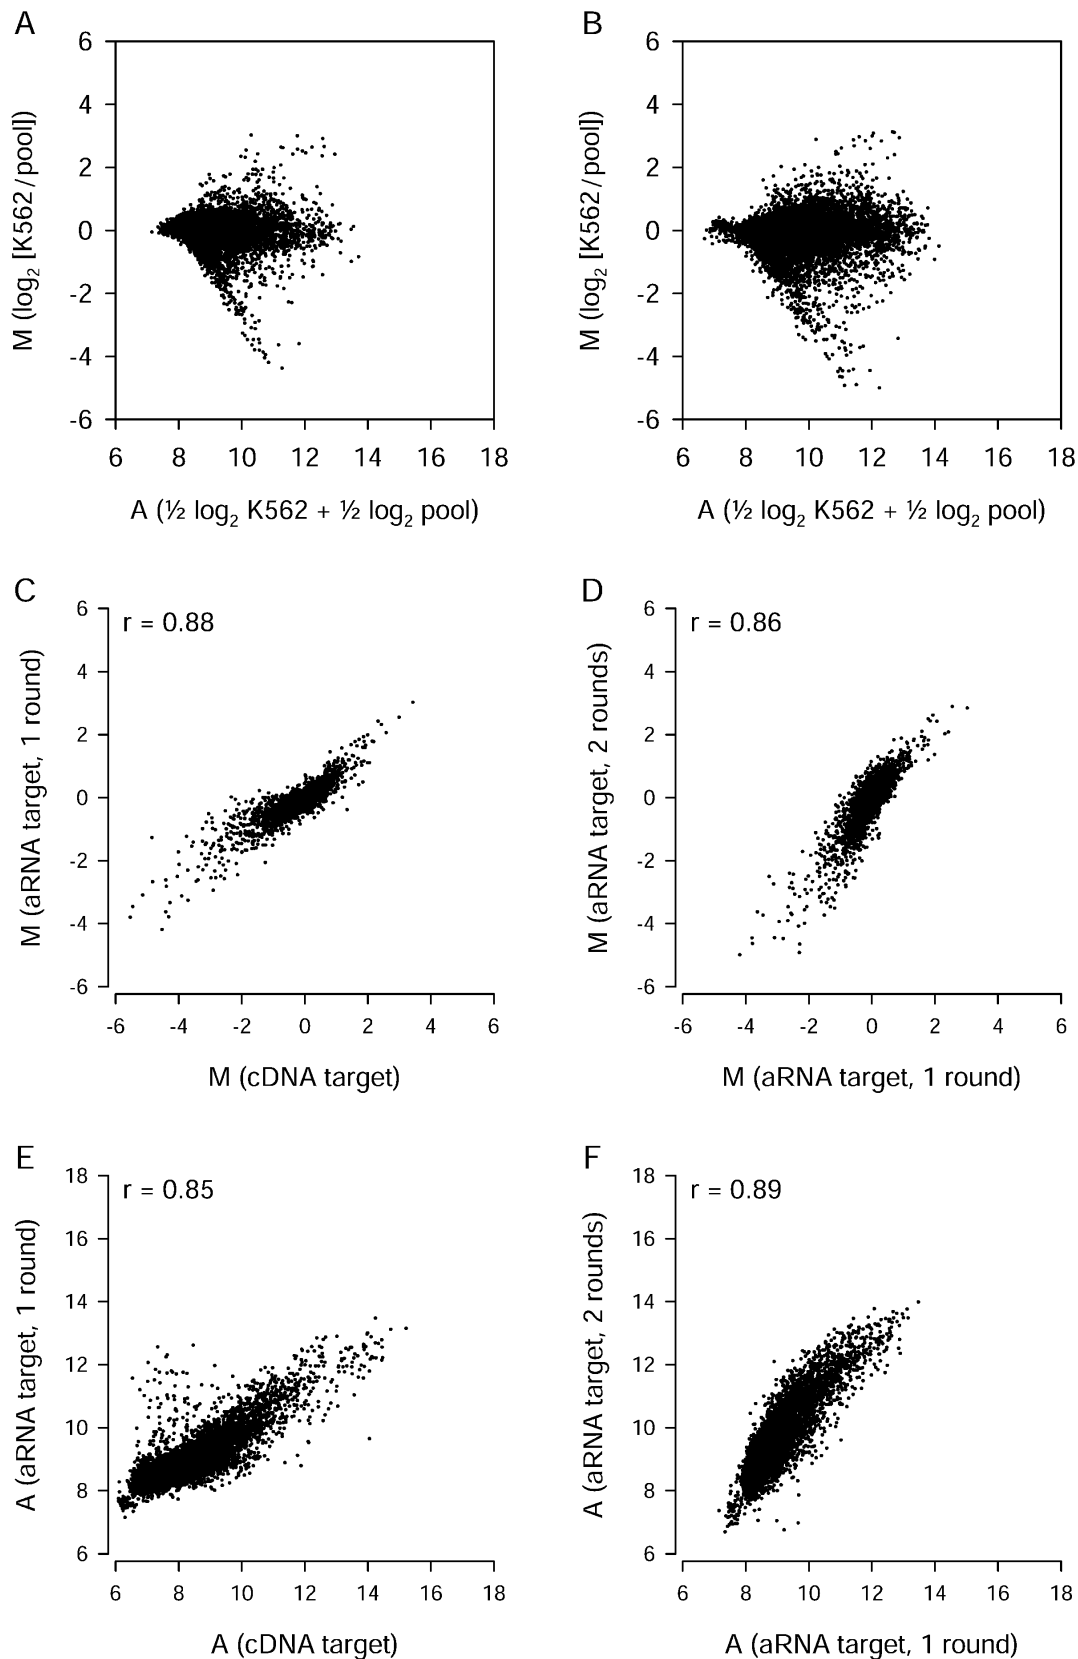 A
B
6
4
2
0
-2
-4
-6
M (log₂ [K562/pool])
6 8 10 12 14 16 18
A (½ log₂ K562 + ½ log₂ pool)
6
4
2
0
-2
-4
-6
M (log₂ [K562/pool])
6 8 10 12 14 16 18
A (½ log₂ K562 + ½ log₂ pool)
C
r = 0.88
6
4
2
0
-2
-4
-6
M (aRNA target, 1 round)
-6 -4 -2 0 2 4 6
M (cDNA target)
D
r = 0.86
6
4
2
0
-2
-4
-6
M (aRNA target, 2 rounds)
-6 -4 -2 0 2 4 6
M (aRNA target, 1 round)
E
r = 0.85
18
16
14
12
10
8
6
A (aRNA target, 1 round)
6 8 10 12 14 16 18
A (cDNA target)
F
r = 0.89
18
16
14
12
10
8
6
A (aRNA target, 2 rounds)
6 8 10 12 14 16 18
A (aRNA target, 1 round)